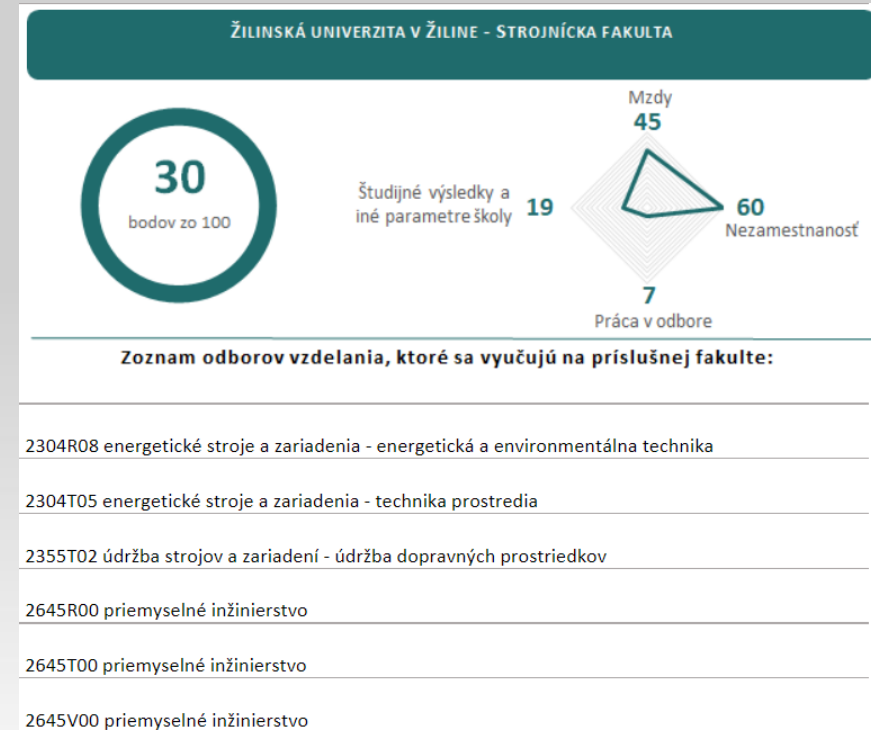 ŽILINSKÁ UNIVERZITA V ŽILINE - STROJNÍCKA FAKULTA
30
bodov zo 100
Mzdy
45
Študijné výsledky a
iné parametre školy
19
60
Nezamestnanosť
7
Práca v odbore
Zoznam odborov vzdelania, ktoré sa vyučujú na príslušnej fakulte:
2304R08 energetické stroje a zariadenia - energetická a environmentálna technika
2304T05 energetické stroje a zariadenia - technika prostredia
2355T02 údržba strojov a zariadení - údržba dopravných prostriedkov
2645R00 priemyselné inžinierstvo
2645T00 priemyselné inžinierstvo
2645V00 priemyselné inžinierstvo